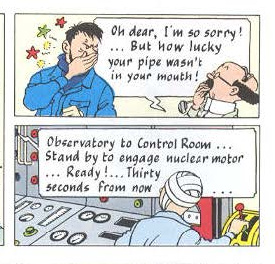 Oh dear, I'm so sorry!
... But how lucky
your pipe wasn't
in your mouth!
Observatory to Control Room ...
Stand by to engage nuclear motor
... Ready!... Thirty
seconds from now ...